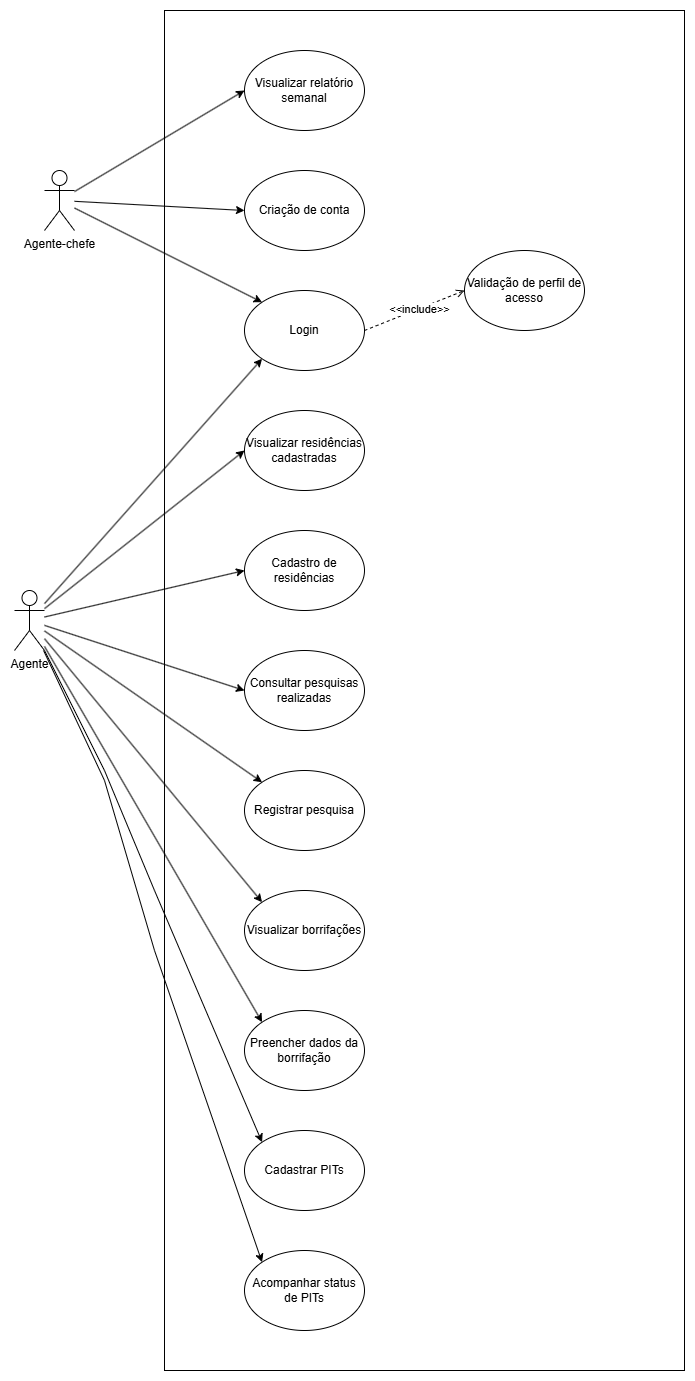 Visualizar relatório
semanal
Criação de conta
Agente-chefe
Validação de perfil de
acesso
<<include>>
Login
Visualizar residências
cadastradas
Cadastro de
residências
Agente
Consultar pesquisas
realizadas
Registrar pesquisa
Visualizar borrifações
Preencher dados da
borrifação
Cadastrar PITs
Acompanhar status
de PITs